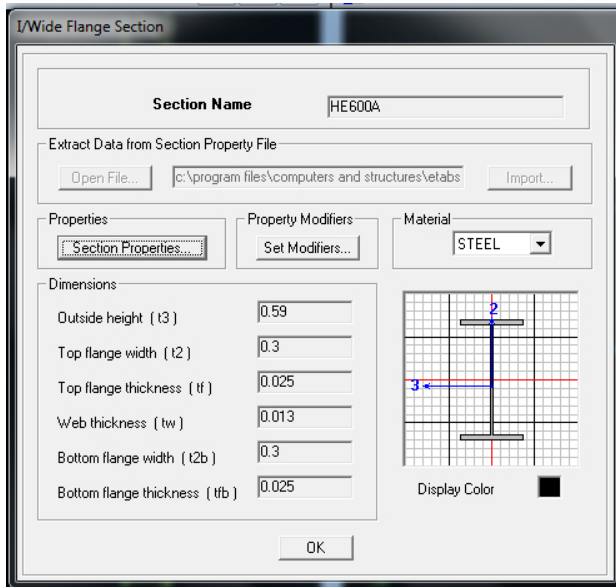 I/Wide Flange Section
Section Name HE600A
Extract Data from Section Property File
Open File... c:\program files\computers and structures\etabs Import...
Properties Property Modifiers Material
Section Properties... Set Modifiers... STEEL
Dimensions
Outside height ( t3 ) 0.59
Top flange width ( t2 ) 0.3
Top flange thickness ( tf ) 0.025
Web thickness ( tw ) 0.013
Bottom flange width ( t2b ) 0.3
Bottom flange thickness ( tfb ) 0.025
2
3
Display Color
OK